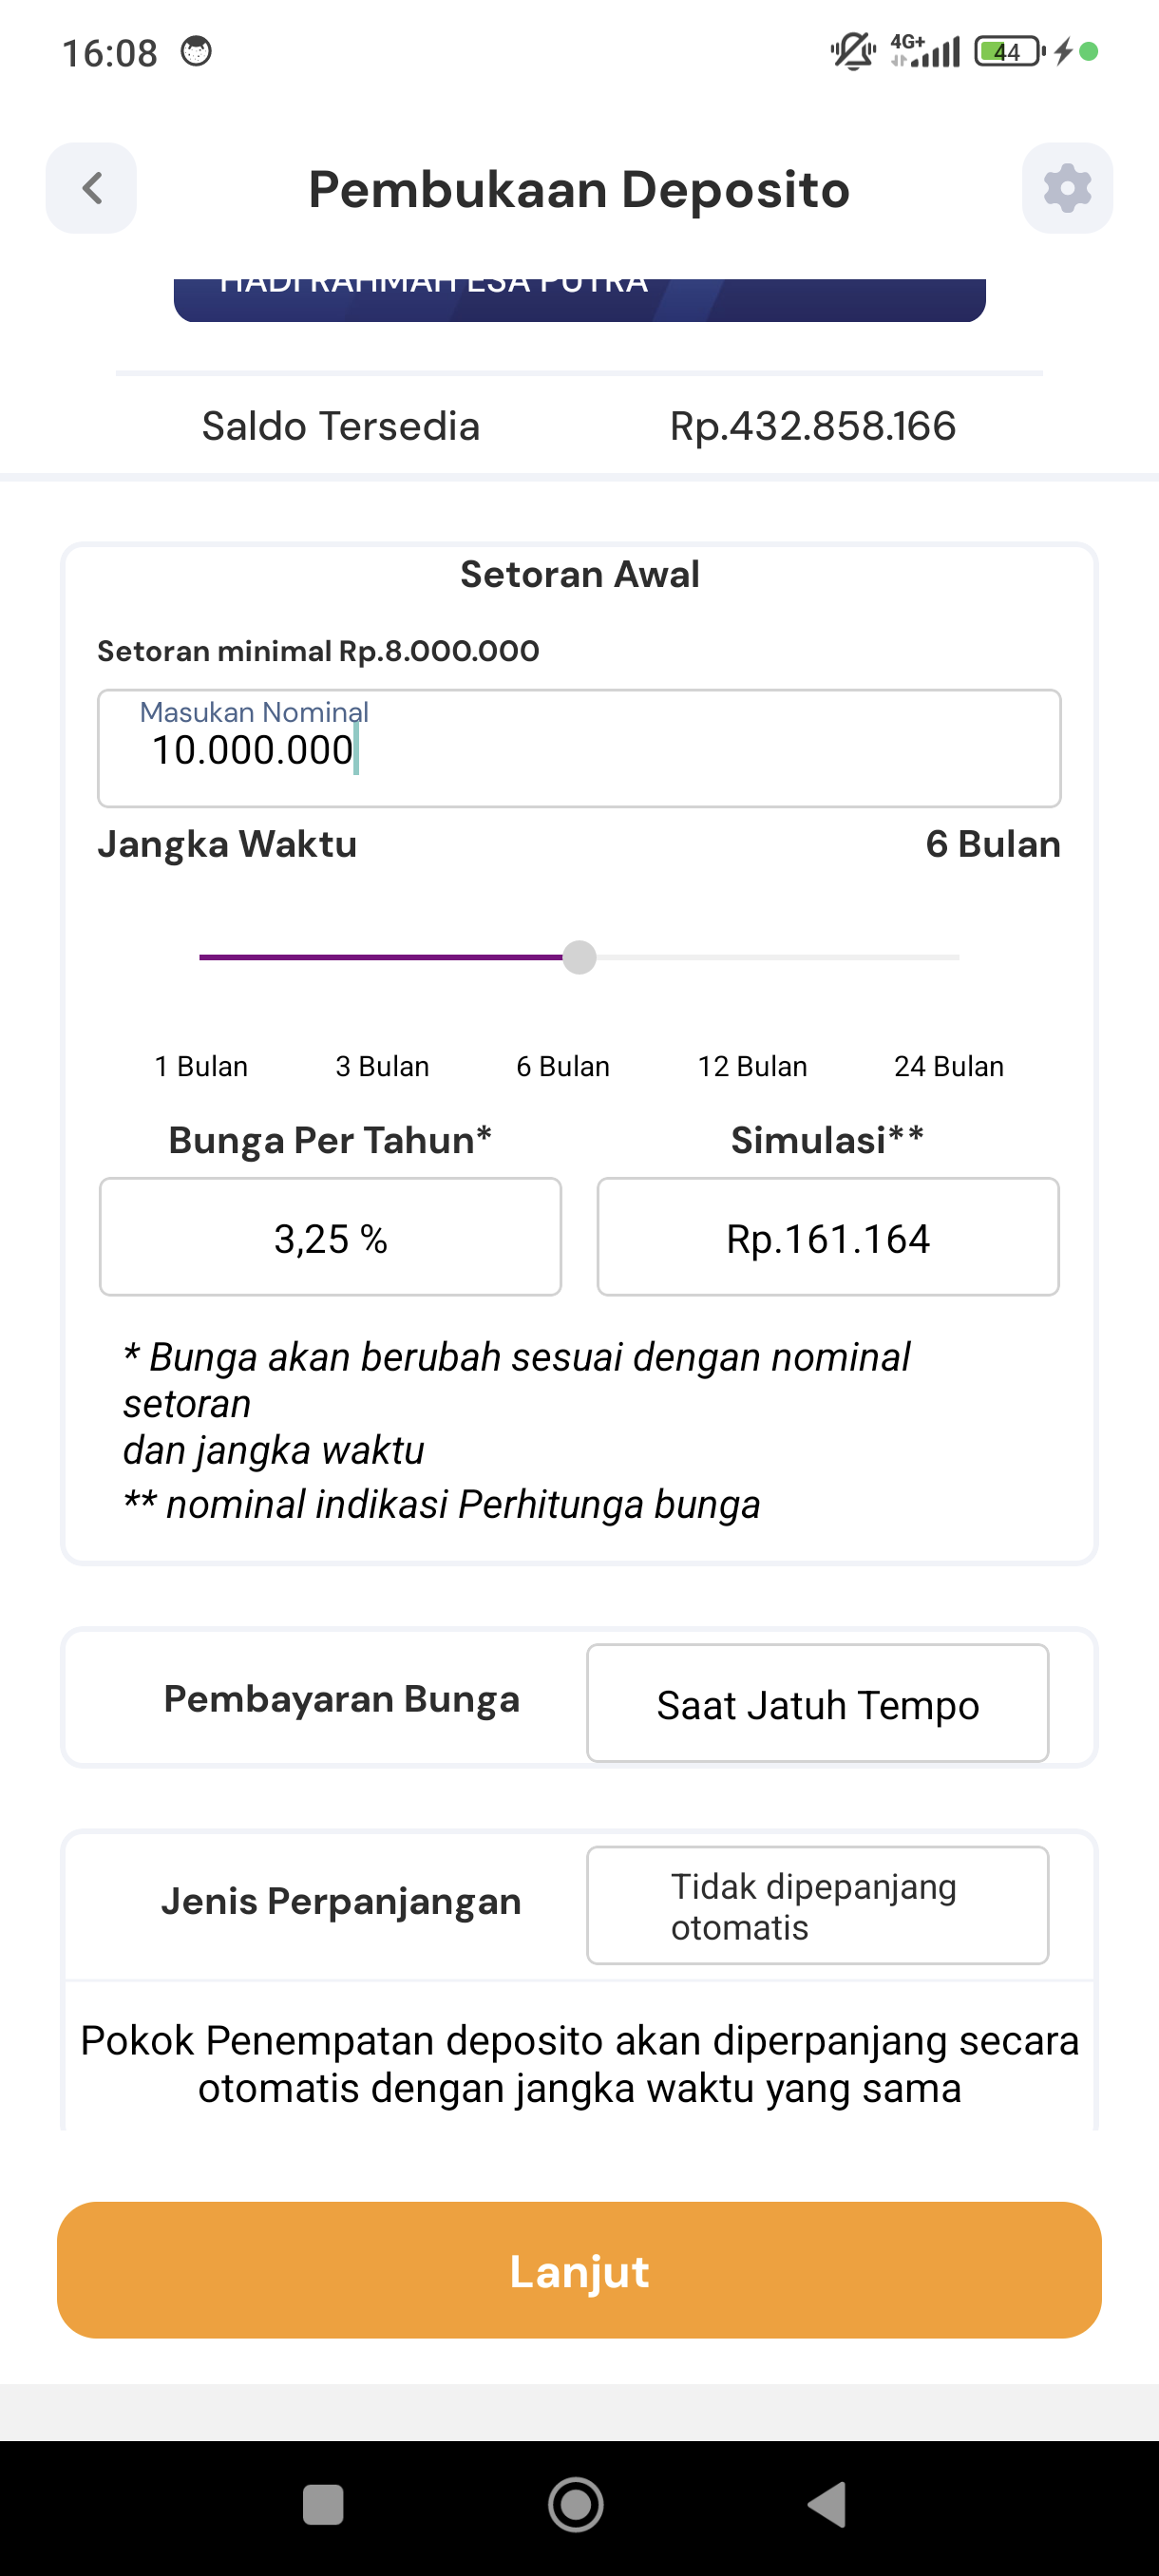 16:08
4G+
44
Pembukaan Deposito
HADI RAHMAH ESA PUTRA
Saldo Tersedia Rp.432.858.166
Setoran Awal
Setoran minimal Rp.8.000.000
Masukan Nominal
10.000.000
Jangka Waktu 6 Bulan
1 Bulan 3 Bulan 6 Bulan 12 Bulan 24 Bulan
Bunga Per Tahun* Simulasi**
3,25 % Rp.161.164
* Bunga akan berubah sesuai dengan nominal
setoran
dan jangka waktu
** nominal indikasi Perhitunga bunga
Pembayaran Bunga Saat Jatuh Tempo
Jenis Perpanjangan Tidak dipepanjang
otomatis
Pokok Penempatan deposito akan diperpanjang secara
otomatis dengan jangka waktu yang sama
Lanjut